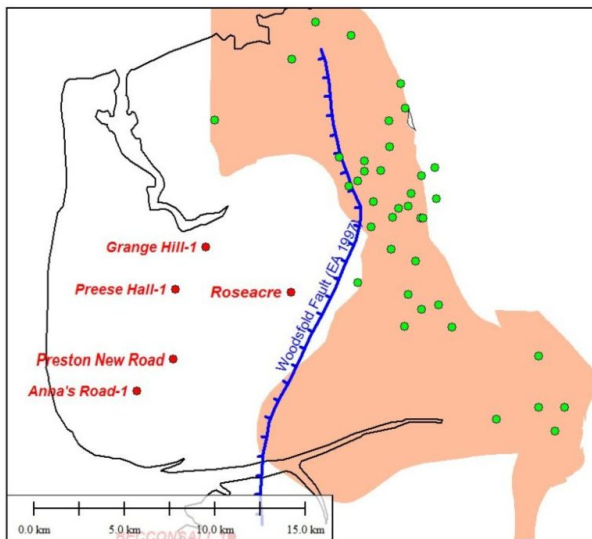 Grange Hill-1
Preese Hall-1
Roseacre
Woodsfold Fault (EA 1997)
Preston New Road
Anna's Road-1
0.0 km 5.0 km 10.0 km 15.0 km
BECCONSALL